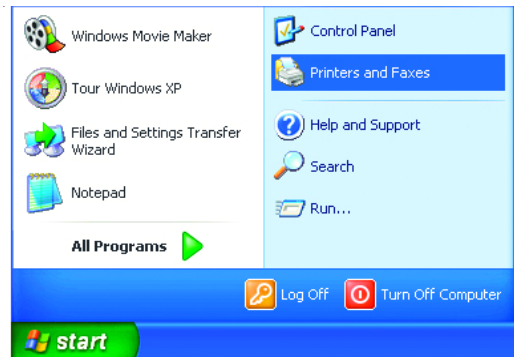 Windows Movie Maker
Tour Windows XP
Files and Settings Transfer
Wizard
Notepad
All Programs
Control Panel
Printers and Faxes
Help and Support
Search
Run...
Log Off
Turn Off Computer
start